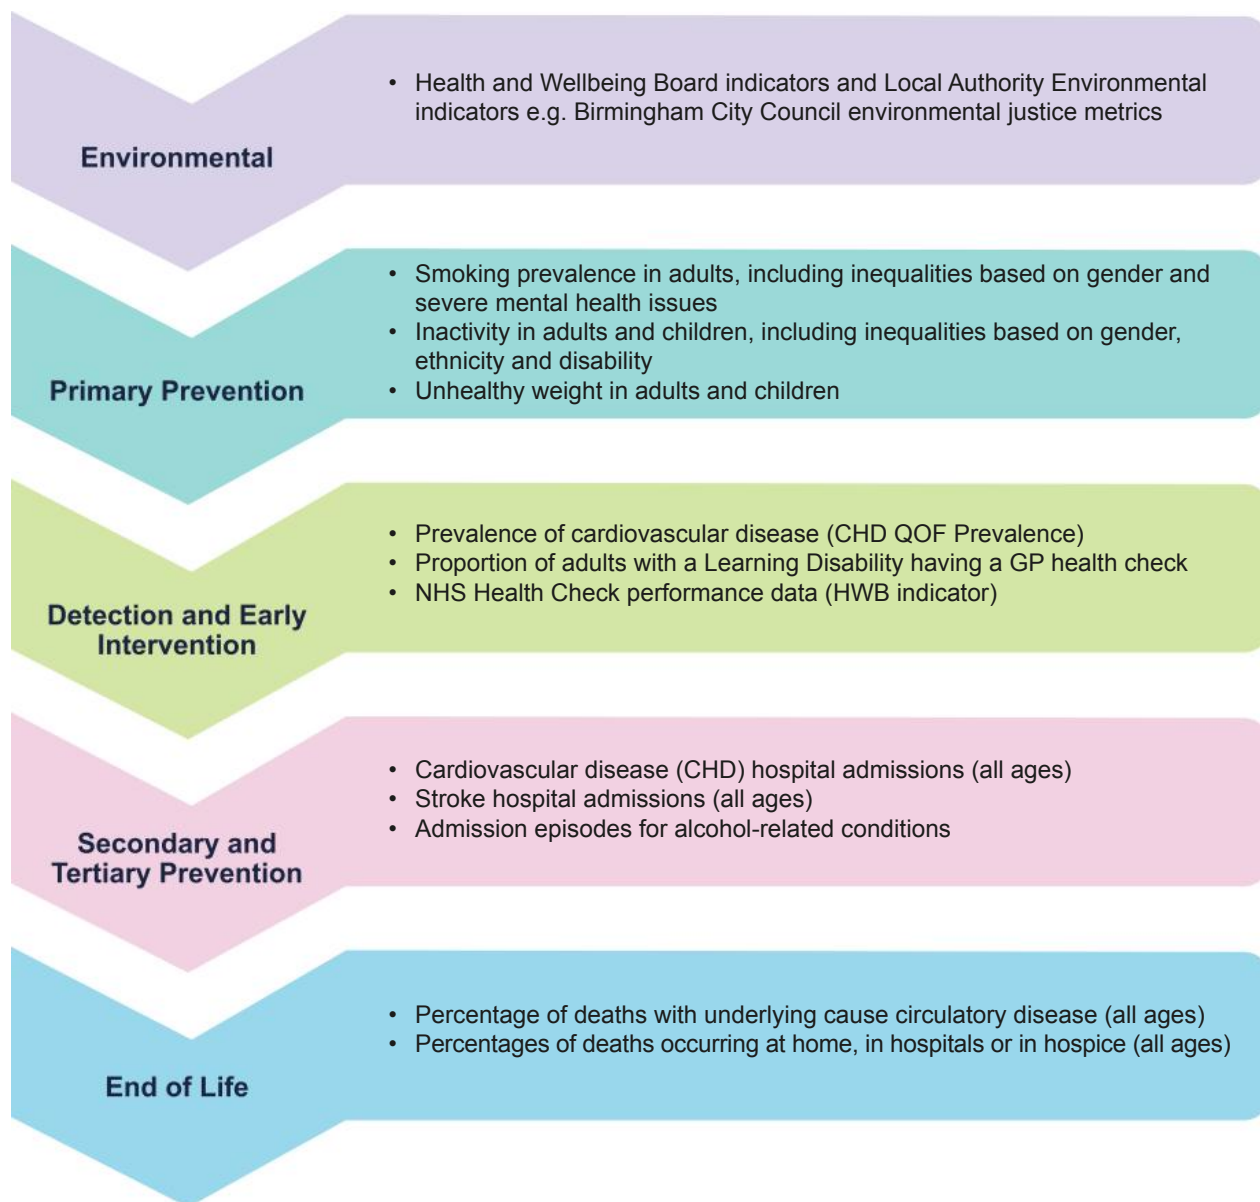 Environmental
• Health and Wellbeing Board indicators and Local Authority Environmental
indicators e.g. Birmingham City Council environmental justice metrics
Primary Prevention
• Smoking prevalence in adults, including inequalities based on gender and
severe mental health issues
• Inactivity in adults and children, including inequalities based on gender,
ethnicity and disability
• Unhealthy weight in adults and children
Detection and Early
Intervention
• Prevalence of cardiovascular disease (CHD QOF Prevalence)
• Proportion of adults with a Learning Disability having a GP health check
• NHS Health Check performance data (HWB indicator)
Secondary and
Tertiary Prevention
• Cardiovascular disease (CHD) hospital admissions (all ages)
• Stroke hospital admissions (all ages)
• Admission episodes for alcohol-related conditions
End of Life
• Percentage of deaths with underlying cause circulatory disease (all ages)
• Percentages of deaths occurring at home, in hospitals or in hospice (all ages)